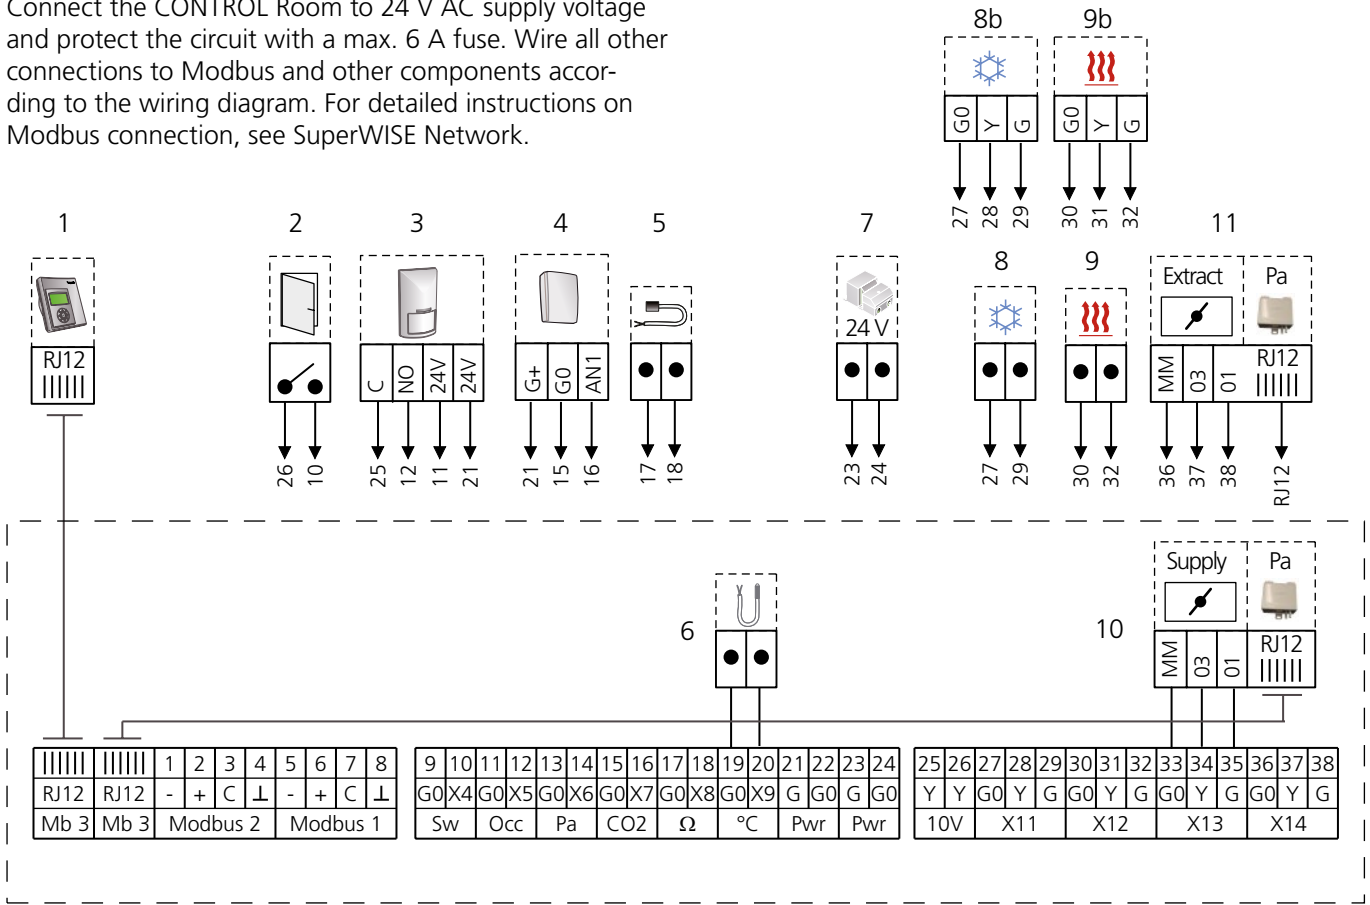 Connect the CONTROL Room to 24 V AC supply voltage
and protect the circuit with a max. 6 A fuse. Wire all other
connections to Modbus and other components accor-
ding to the wiring diagram. For detailed instructions on
Modbus connection, see SuperWISE Network.
8b 9b
G0 Y G G0 Y G
27 28 29 30 31 32
1 2 3 4 5 7 8 9 11
24 V
Extract Pa
RJ12
C NO 24V 24V
G+ G0 AN1
MM 03 01 RJ12
26 10 25 12 11 21 21 15 16 17 18 23 24 27 29 30 32 36 37 38 RJ12
Supply Pa
6
10
MM 03 01 RJ12
1 2 3 4 5 6 7 8 9 10 11 12 13 14 15 16 17 18 19 20 21 22 23 24 25 26 27 28 29 30 31 32 33 34 35 36 37 38
RJ12 RJ12 - + C ⊥ - + C ⊥ G0 X4 G0 X5 G0 X6 G0 X7 G0 X8 G0 X9 G G0 G G0 Y Y G0 Y G G0 Y G G0 Y G G0 Y G
Mb 3 Mb 3 Modbus 2 Modbus 1 Sw Occ Pa CO2 Ω °C Pwr Pwr 10V X11 X12 X13 X14